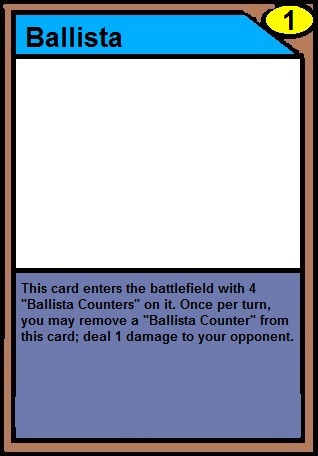 Ballista
1
This card enters the battlefield with 4
"Ballista Counters" on it. Once per turn,
you may remove a "Ballista Counter" from
this card; deal 1 damage to your opponent.